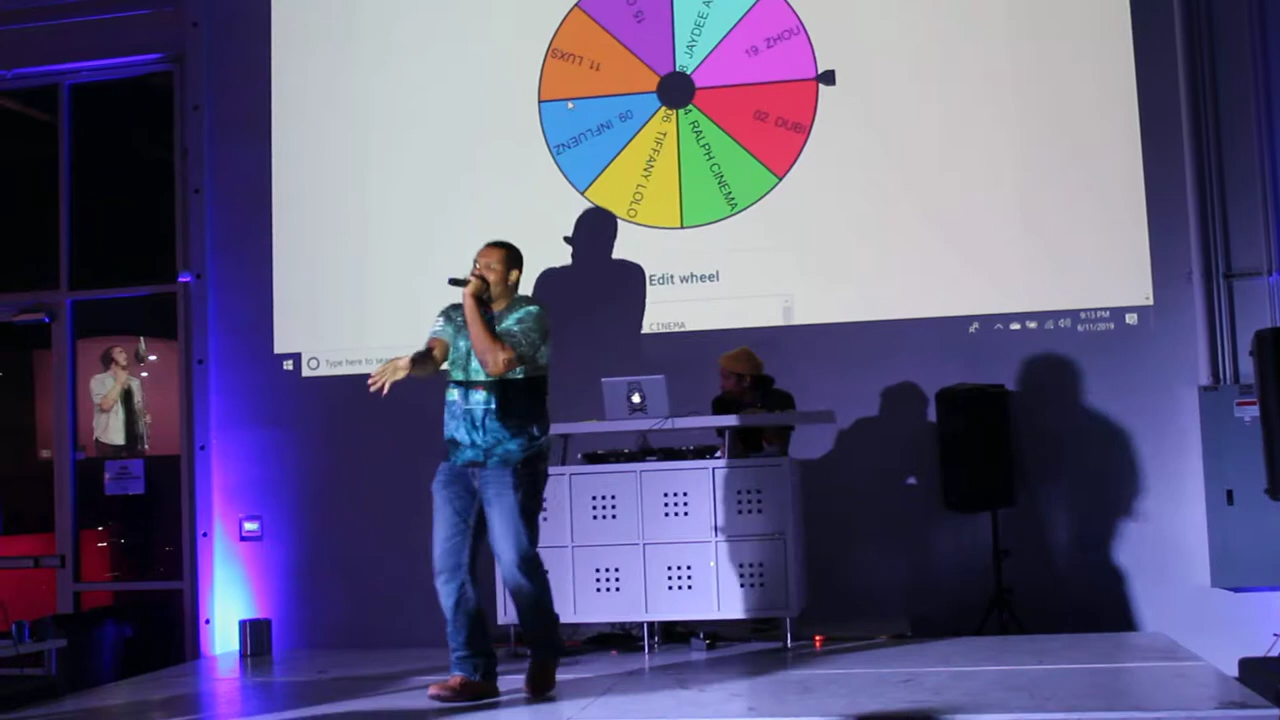 15. C
8. JAYDEE A
11. LUXS
19. ZHOU
09. INFLUENZ
02. DUBI
06. TIFFANY LOLO
4. RALPH CINEMA
Edit wheel
CINEMA
9:15 PM
6/11/2019
Type here to sea